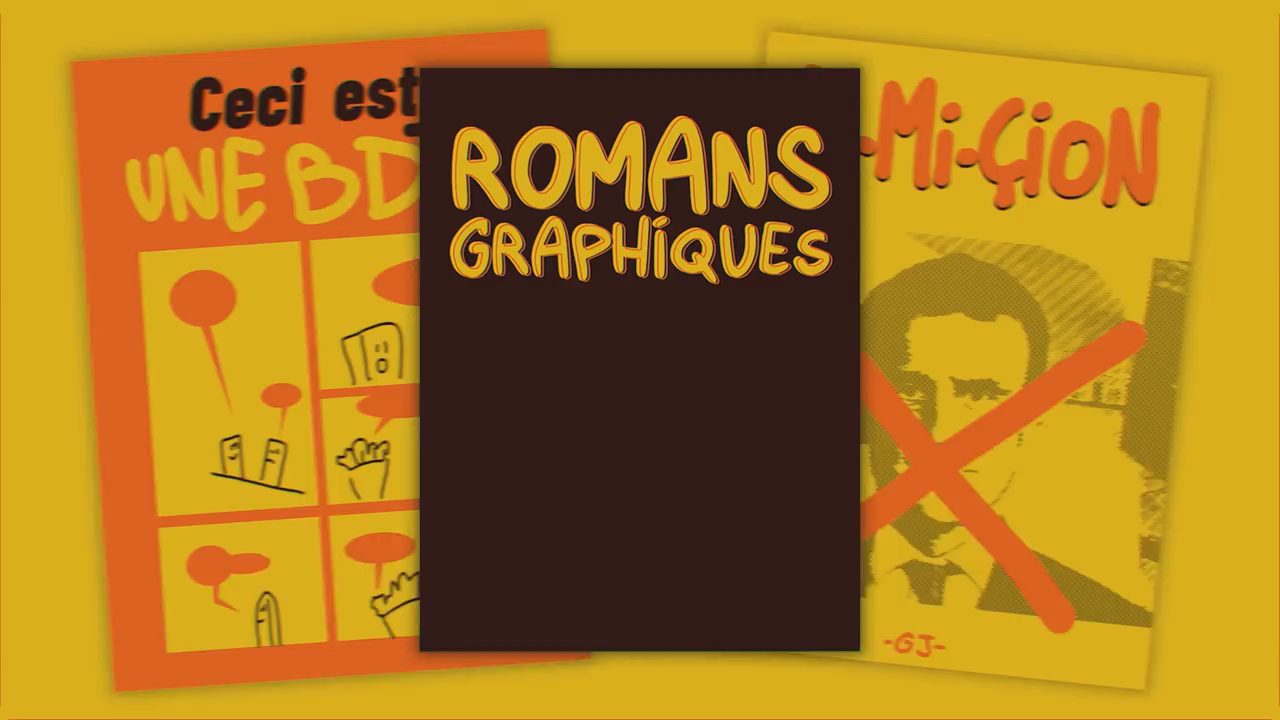 Ceci est
UNE BD
ROMANS
GRAPHIQUES
-Mi-ÇiON
-GJ-